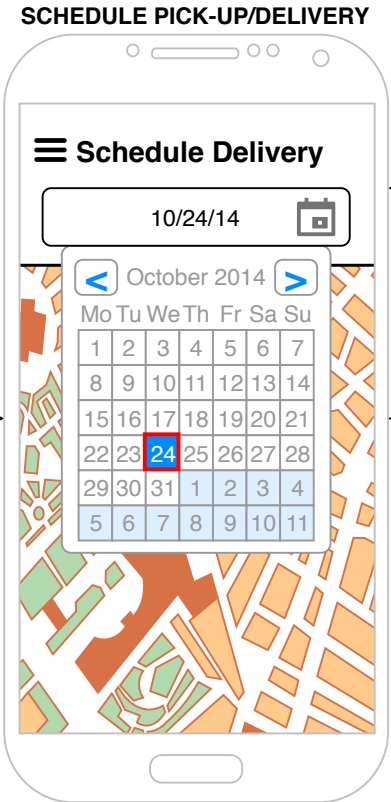 SCHEDULE PICK-UP/DELIVERY
Schedule Delivery
10/24/14
< October 2014 >
Mo Tu We Th Fr Sa Su
1 2 3 4 5 6 7
8 9 10 11 12 13 14
15 16 17 18 19 20 21
22 23 24 25 26 27 28
29 30 31 1 2 3 4
5 6 7 8 9 10 11